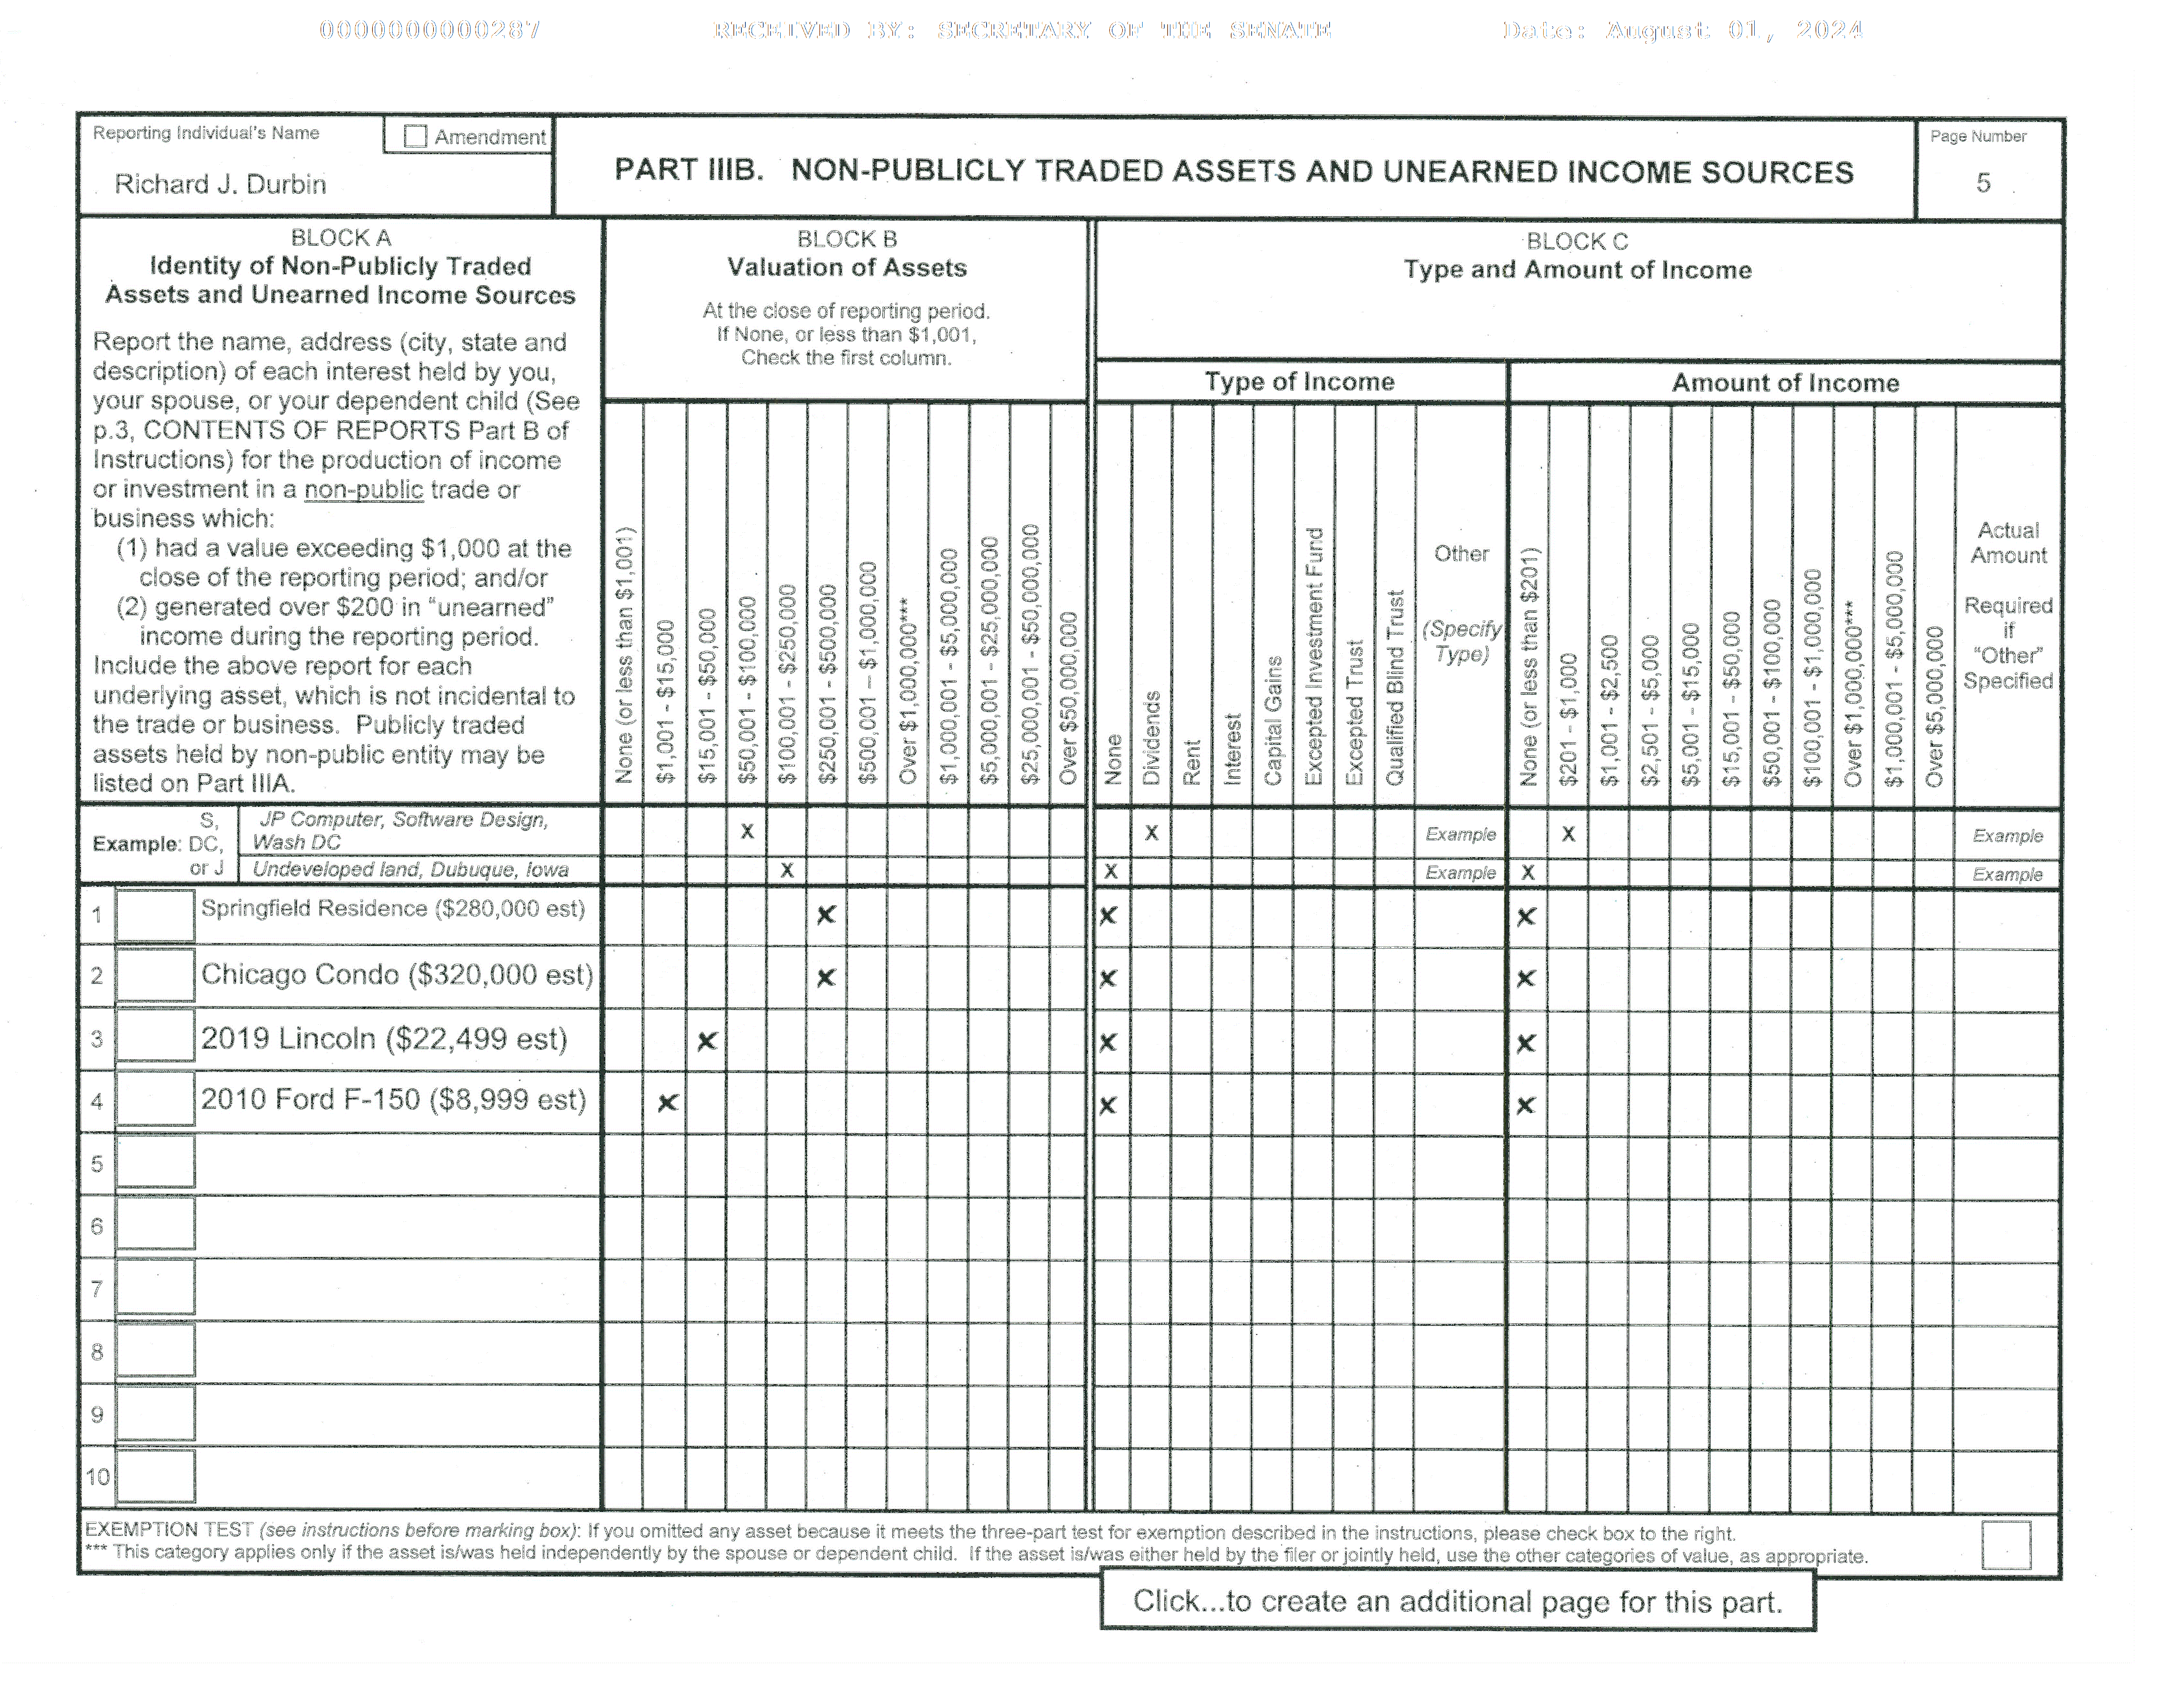 0000000000287 RECEIVED BY: SECRETARY OF THE SENATE Date: August 01, 2024
Reporting Individual's Name
Amendment
Richard J. Durbin
PART IIIB. NON-PUBLICLY TRADED ASSETS AND UNEARNED INCOME SOURCES
Page Number
5
BLOCK A
Identity of Non-Publicly Traded
Assets and Unearned Income Sources
Report the name, address (city, state and
description) of each interest held by you,
your spouse, or your dependent child (See
p.3, CONTENTS OF REPORTS Part B of
Instructions) for the production of income
or investment in a non-public trade or
business which:
(1) had a value exceeding $1,000 at the
close of the reporting period; and/or
(2) generated over $200 in “unearned”
income during the reporting period.
Include the above report for each
underlying asset, which is not incidental to
the trade or business. Publicly traded
assets held by non-public entity may be
listed on Part IIIA.
BLOCK B
Valuation of Assets
At the close of reporting period.
If None, or less than $1,001,
Check the first column.
None (or less than $1,001)
$1,001 - $15,000
$15,001 - $50,000
$50,001 - $100,000
$100,001 - $250,000
$250,001 - $500,000
$500,001 – $1,000,000
Over $1,000,000***
$1,000,001 - $5,000,000
$5,000,001 - $25,000,000
$25,000,001 - $50,000,000
Over $50,000,000
BLOCK C
Type and Amount of Income
Type of Income
None
Dividends
Rent
Interest
Capital Gains
Excepted Investment Fund
Excepted Trust
Qualified Blind Trust
Other
(Specify
Type)
Amount of Income
None (or less than $201)
$201 - $1,000
$1,001 - $2,500
$2,501 - $5,000
$5,001 - $15,000
$15,001 - $50,000
$50,001 - $100,000
$100,001 - $1,000,000
Over $1,000,000***
$1,000,001 - $5,000,000
Over $5,000,000
Actual
Amount
Required
if
“Other”
Specified
S,
Example: DC,
or J
JP Computer, Software Design,
Wash DC
X X Example X Example
Undeveloped land, Dubuque, Iowa X X Example X Example
1 Springfield Residence ($280,000 est) X X X
2 Chicago Condo ($320,000 est) X X X
3 2019 Lincoln ($22,499 est) X X X
4 2010 Ford F-150 ($8,999 est) X X X
5
6
7
8
9
10
EXEMPTION TEST (see instructions before marking box): If you omitted any asset because it meets the three-part test for exemption described in the instructions, please check box to the right.
*** This category applies only if the asset is/was held independently by the spouse or dependent child. If the asset is/was either held by the filer or jointly held, use the other categories of value, as appropriate.
Click...to create an additional page for this part.